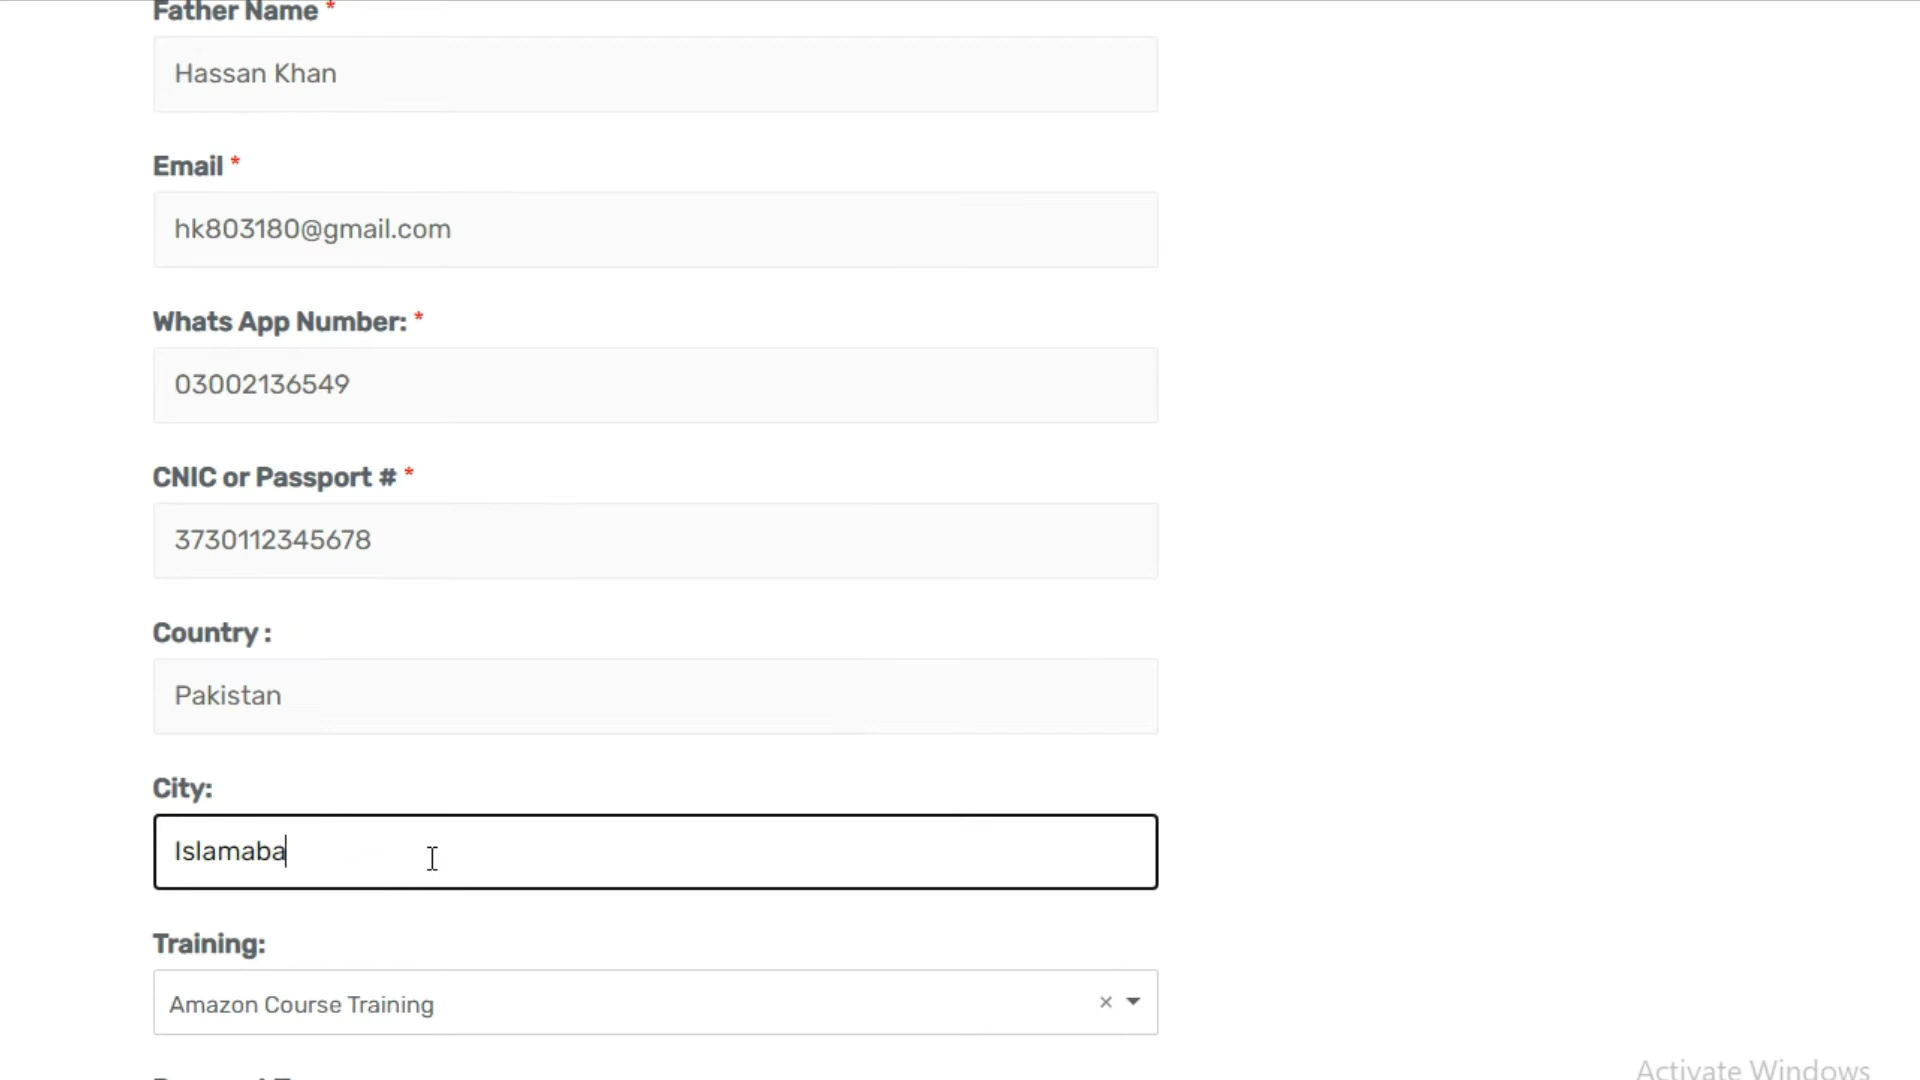 Father Name *
Hassan Khan
Email *
hk803180@gmail.com
Whats App Number: *
03002136549
CNIC or Passport # *
3730112345678
Country :
Pakistan
City:
Islamaba
Training:
Amazon Course Training
Activate Windows